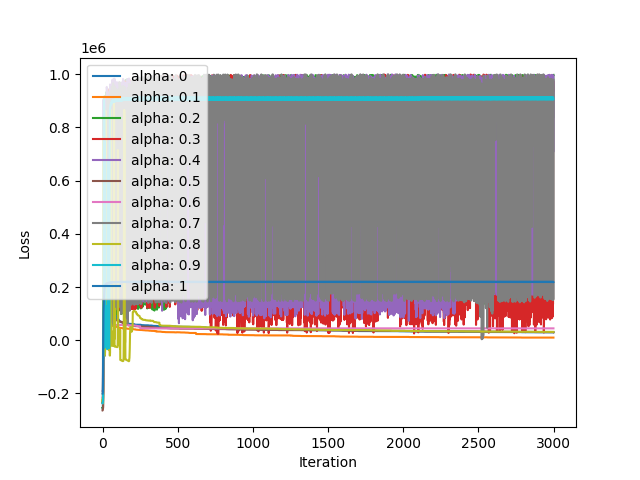 1e6
1.0
0.8
0.6
0.4
0.2
0.0
−0.2
Loss
alpha: 0
alpha: 0.1
alpha: 0.2
alpha: 0.3
alpha: 0.4
alpha: 0.5
alpha: 0.6
alpha: 0.7
alpha: 0.8
alpha: 0.9
alpha: 1
0 500 1000 1500 2000 2500 3000
Iteration